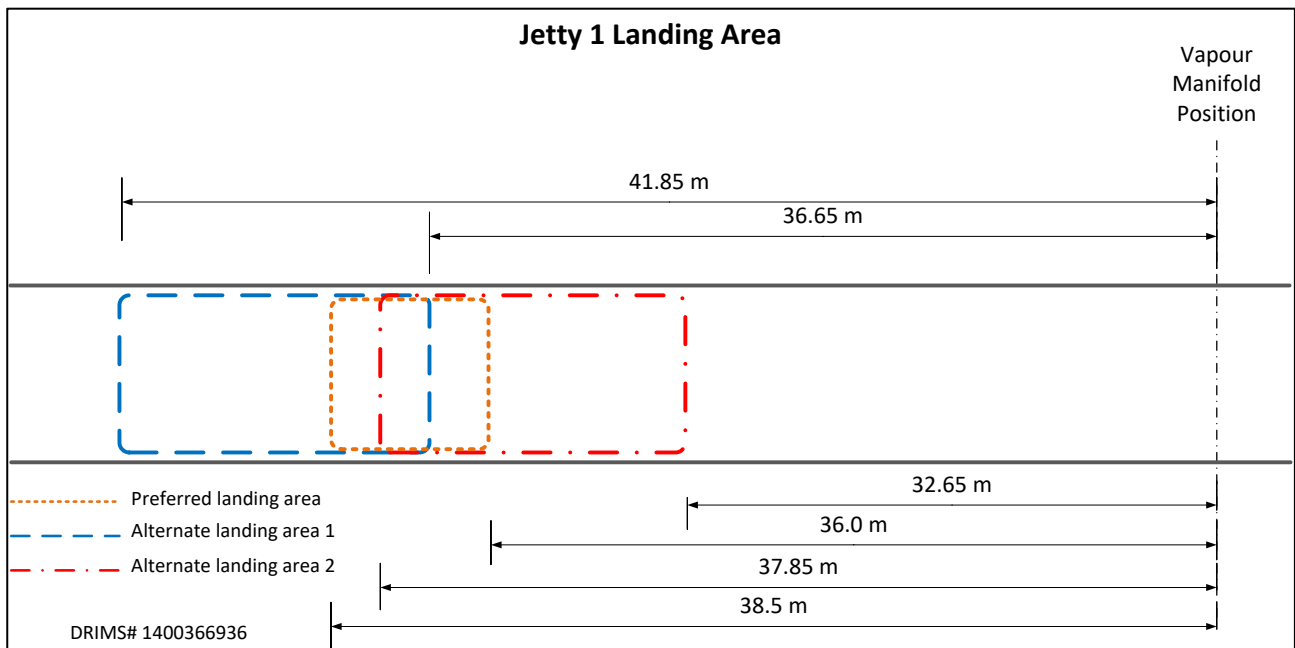 Jetty 1 Landing Area
Vapour
Manifold
Position
41.85 m
36.65 m
32.65 m
Preferred landing area
36.0 m
Alternate landing area 1
37.85 m
Alternate landing area 2
38.5 m
DRIMS# 1400366936